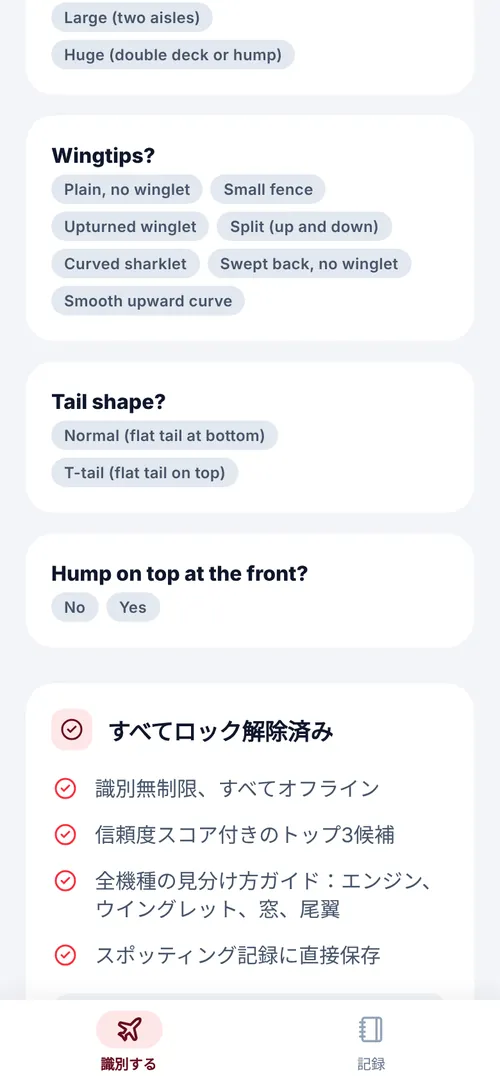 Large (two aisles)
Huge (double deck or hump)
Wingtips?
Plain, no winglet Small fence
Upturned winglet Split (up and down)
Curved sharklet Swept back, no winglet
Smooth upward curve
Tail shape?
Normal (flat tail at bottom)
T-tail (flat tail on top)
Hump on top at the front?
No Yes
すべてロック解除済み
識別無制限、すべてオフライン
信頼度スコア付きのトップ3候補
全機種の見分け方ガイド：エンジン、
ウイングレット、窓、尾翼
スポッティング記録に直接保存
識別する 記録